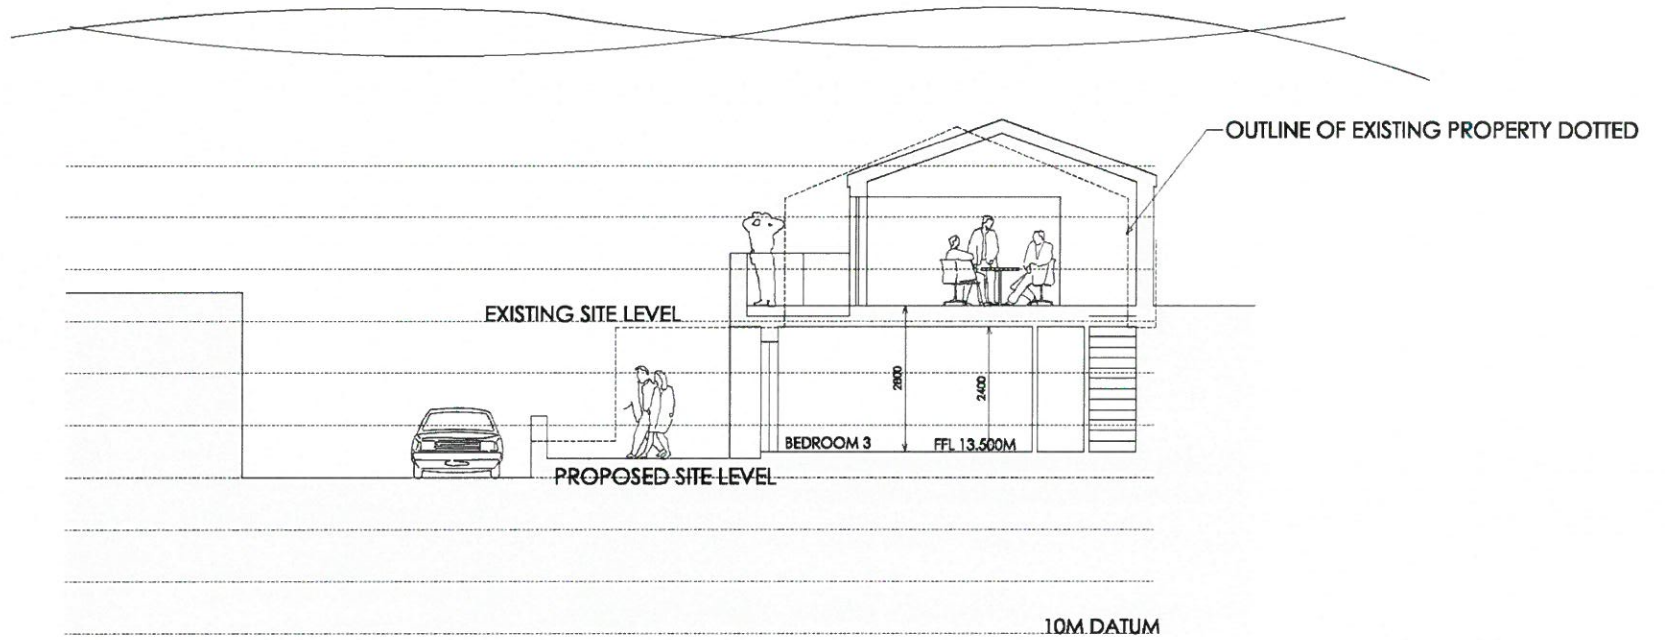 OUTLINE OF EXISTING PROPERTY DOTTED
EXISTING SITE LEVEL
2800
2400
BEDROOM 3
FFL 13.500M
PROPOSED SITE LEVEL
10M DATUM